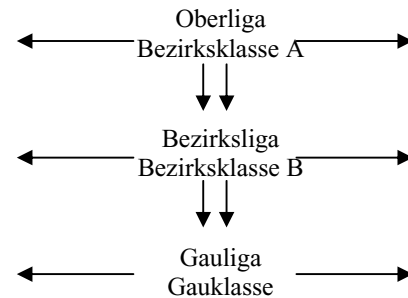 Oberliga
Bezirksklasse A
Bezirksliga
Bezirksklasse B
Gauliga
Gauklasse